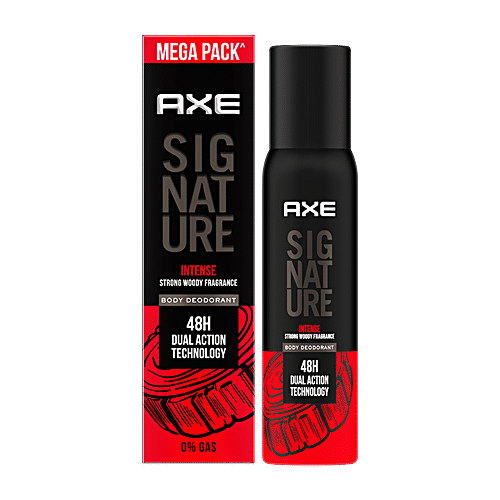 MEGA PACK^
AXE
SIG
NAT
URE
INTENSE
STRONG WOODY FRAGRANCE
BODY DEODORANT
48H
DUAL ACTION
TECHNOLOGY
0% GAS
AXE
SIG
NAT
URE
INTENSE
STRONG WOODY FRAGRANCE
BODY DEODORANT
48H
DUAL ACTION
TECHNOLOGY